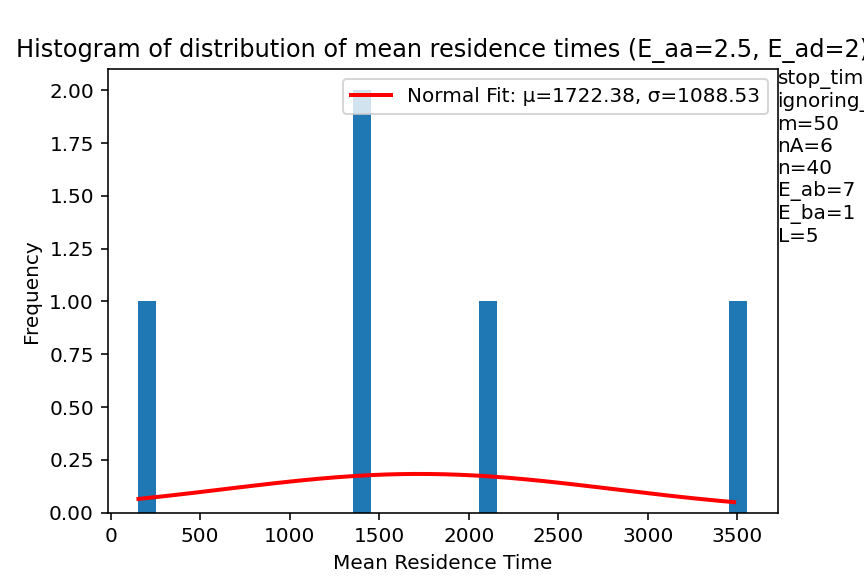 Histogram of distribution of mean residence times (E_aa=2.5, E_ad=2)
Normal Fit: μ=1722.38, σ=1088.53
m=50
nA=6
n=40
E_ab=7
E_ba=1
L=5
2.00
1.75
1.50
1.25
1.00
0.75
0.50
0.25
0.00
Frequency
0 500 1000 1500 2000 2500 3000 3500
Mean Residence Time